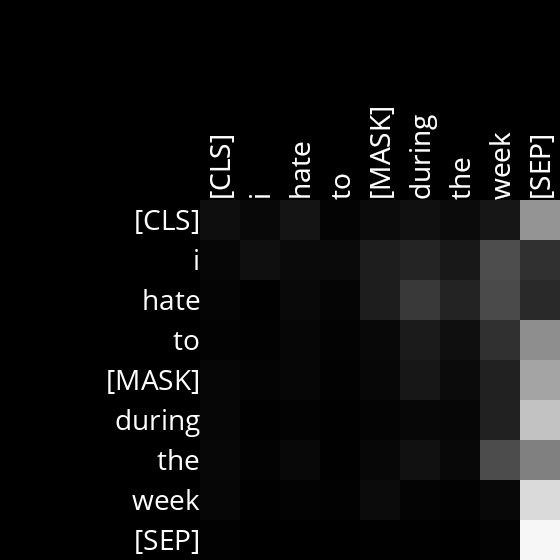 [CLS] i hate to [MASK] during the week [SEP]
[CLS]
i
hate
to
[MASK]
during
the
week
[SEP]